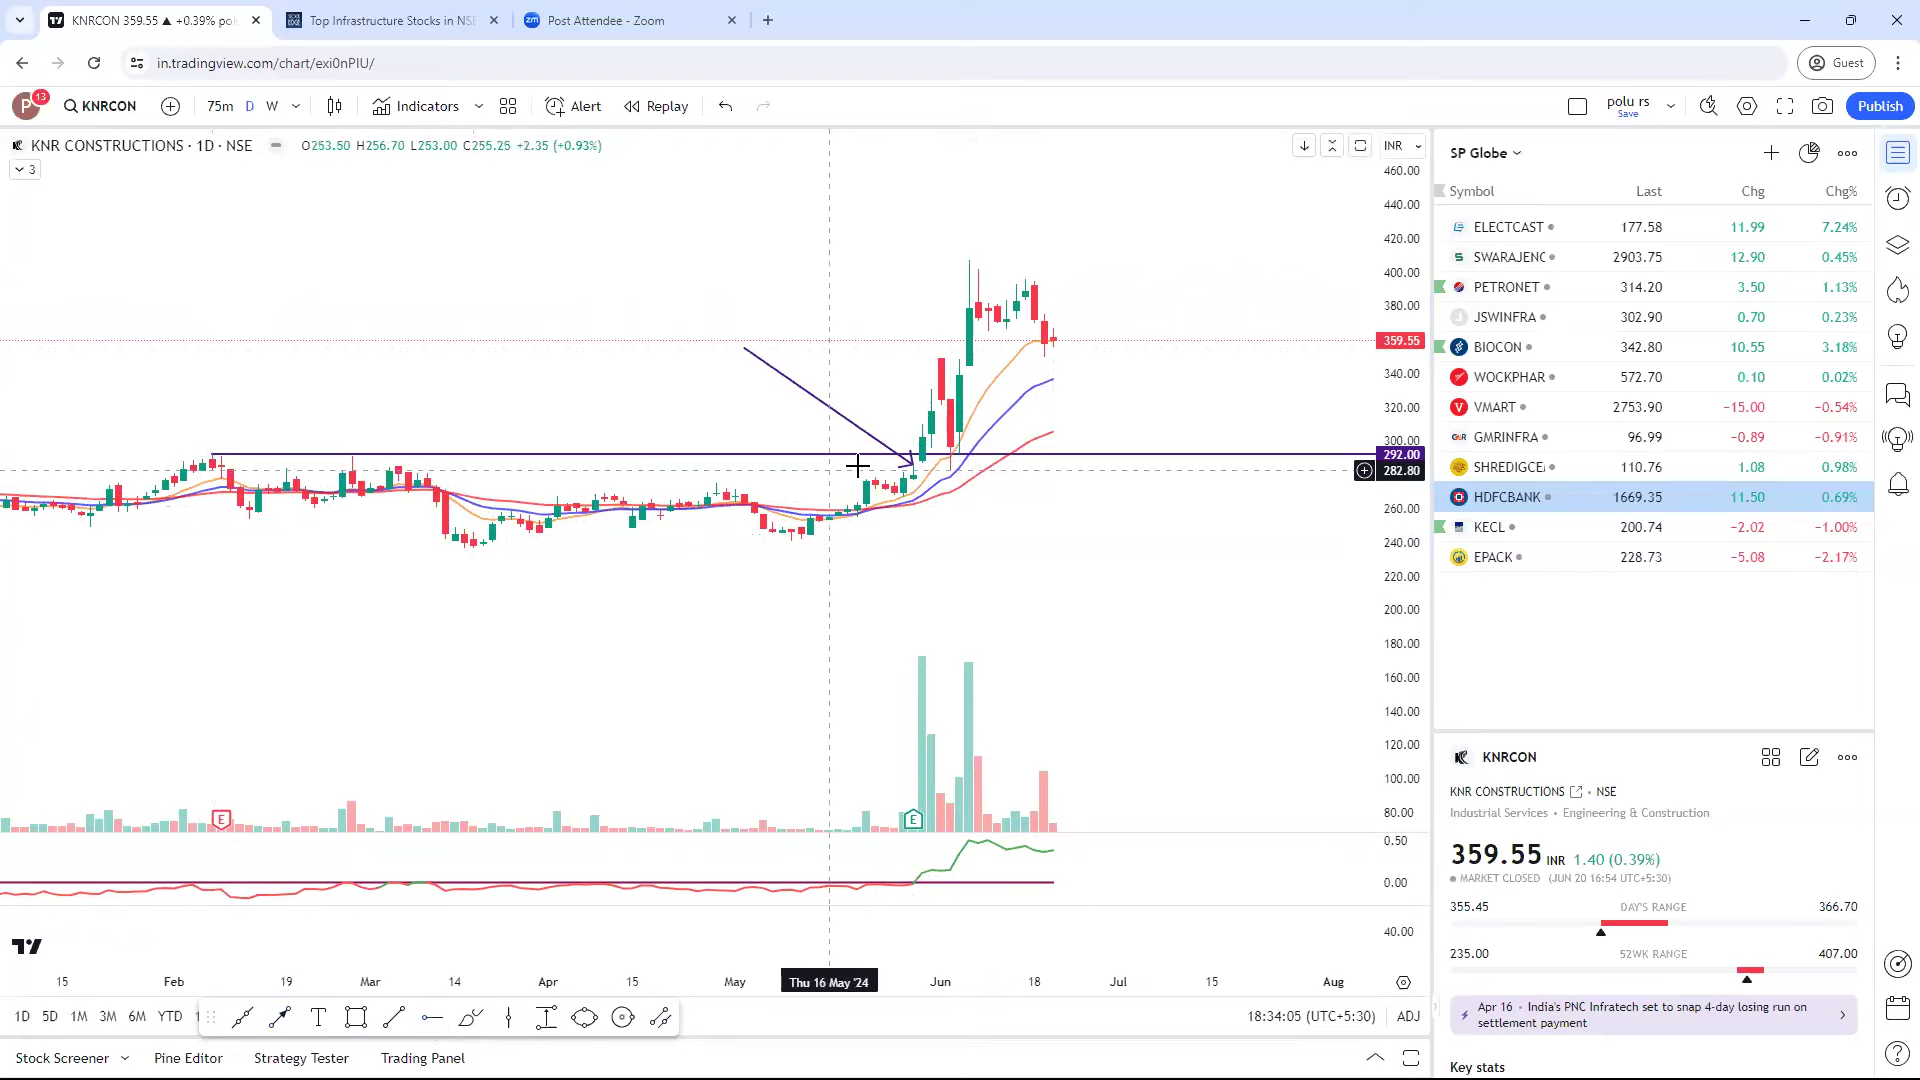 KNRCON 359.55 ▲ +0.39% pol
Top Infrastructure Stocks in NSE
Post Attendee - Zoom
in.tradingview.com/chart/exi0nPIU/
Guest
P 13
KNRCON
75m D W
Indicators
Alert
Replay
polu rs
Save
Publish
KNR CONSTRUCTIONS · 1D · NSE
O253.50 H256.70 L253.00 C255.25 +2.35 (+0.93%)
3
INR
460.00
440.00
420.00
400.00
380.00
359.55
340.00
320.00
300.00
292.00
282.80
260.00
240.00
220.00
200.00
180.00
160.00
140.00
120.00
100.00
80.00
0.50
0.00
40.00
E
E
15 Feb 19 Mar 14 Apr 15 May Thu 16 May '24 Jun 18 Jul 15 Aug
1D 5D 1M 3M 6M YTD
18:34:05 (UTC+5:30) ADJ
Stock Screener Pine Editor Strategy Tester Trading Panel
SP Globe
Symbol Last Chg Chg%
ELECTCAST 177.58 11.99 7.24%
SWARAJENG 2903.75 12.90 0.45%
PETRONET 314.20 3.50 1.13%
JSWINFRA 302.90 0.70 0.23%
BIOCON 342.80 10.55 3.18%
WOCKPHAR 572.70 0.10 0.02%
VMART 2753.90 −15.00 −0.54%
GMRINFRA 96.99 −0.89 −0.91%
SHREDIGCE 110.76 1.08 0.98%
HDFCBANK 1669.35 11.50 0.69%
KECL 200.74 −2.02 −1.00%
EPACK 228.73 −5.08 −2.17%
KNRCON
KNR CONSTRUCTIONS • NSE
Industrial Services • Engineering & Construction
359.55 INR 1.40 (0.39%)
MARKET CLOSED (JUN 20 16:54 UTC+5:30)
355.45 DAY'S RANGE 366.70
235.00 52WK RANGE 407.00
Apr 16 • India's PNC Infratech set to snap 4-day losing run on
settlement payment
Key stats